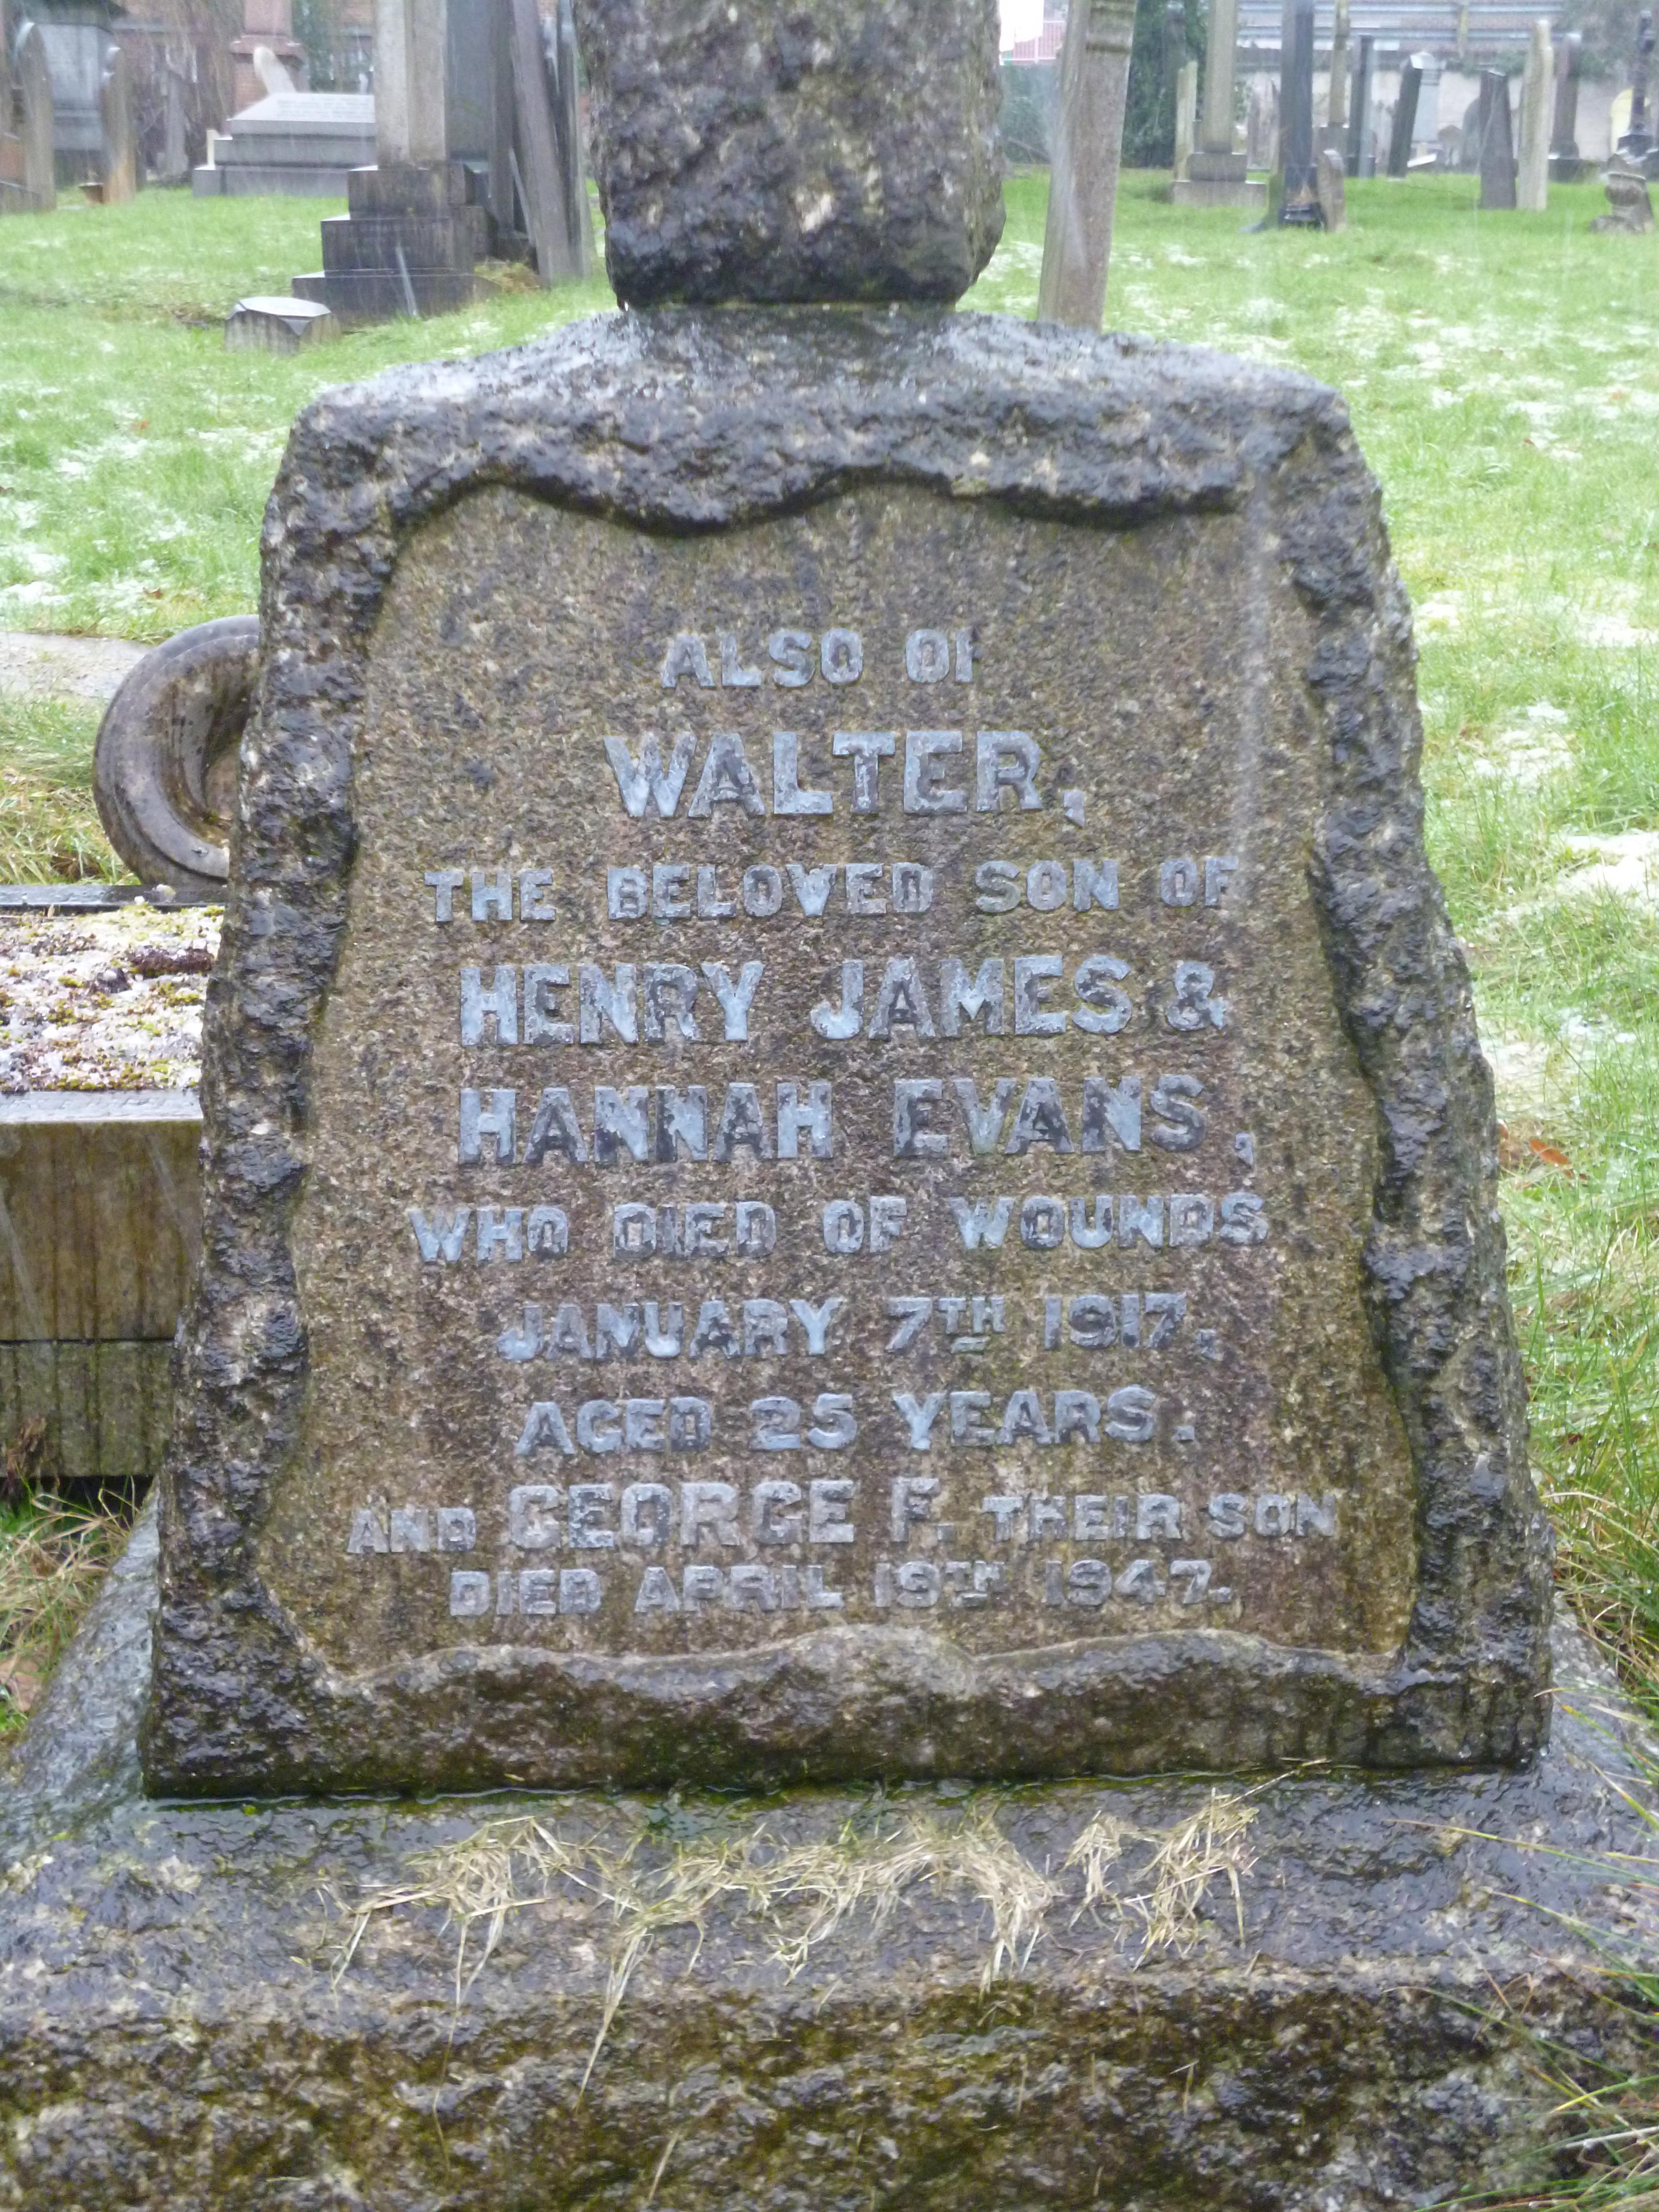 ALSO OF
WALTER,
THE BELOVED SON OF
HENRY JAMES &
HANNAH EVANS,
WHO DIED OF WOUNDS
JANUARY 7TH 1917.
AGED 25 YEARS.
AND GEORGE F. THEIR SON
DIED APRIL 19TH 1947.